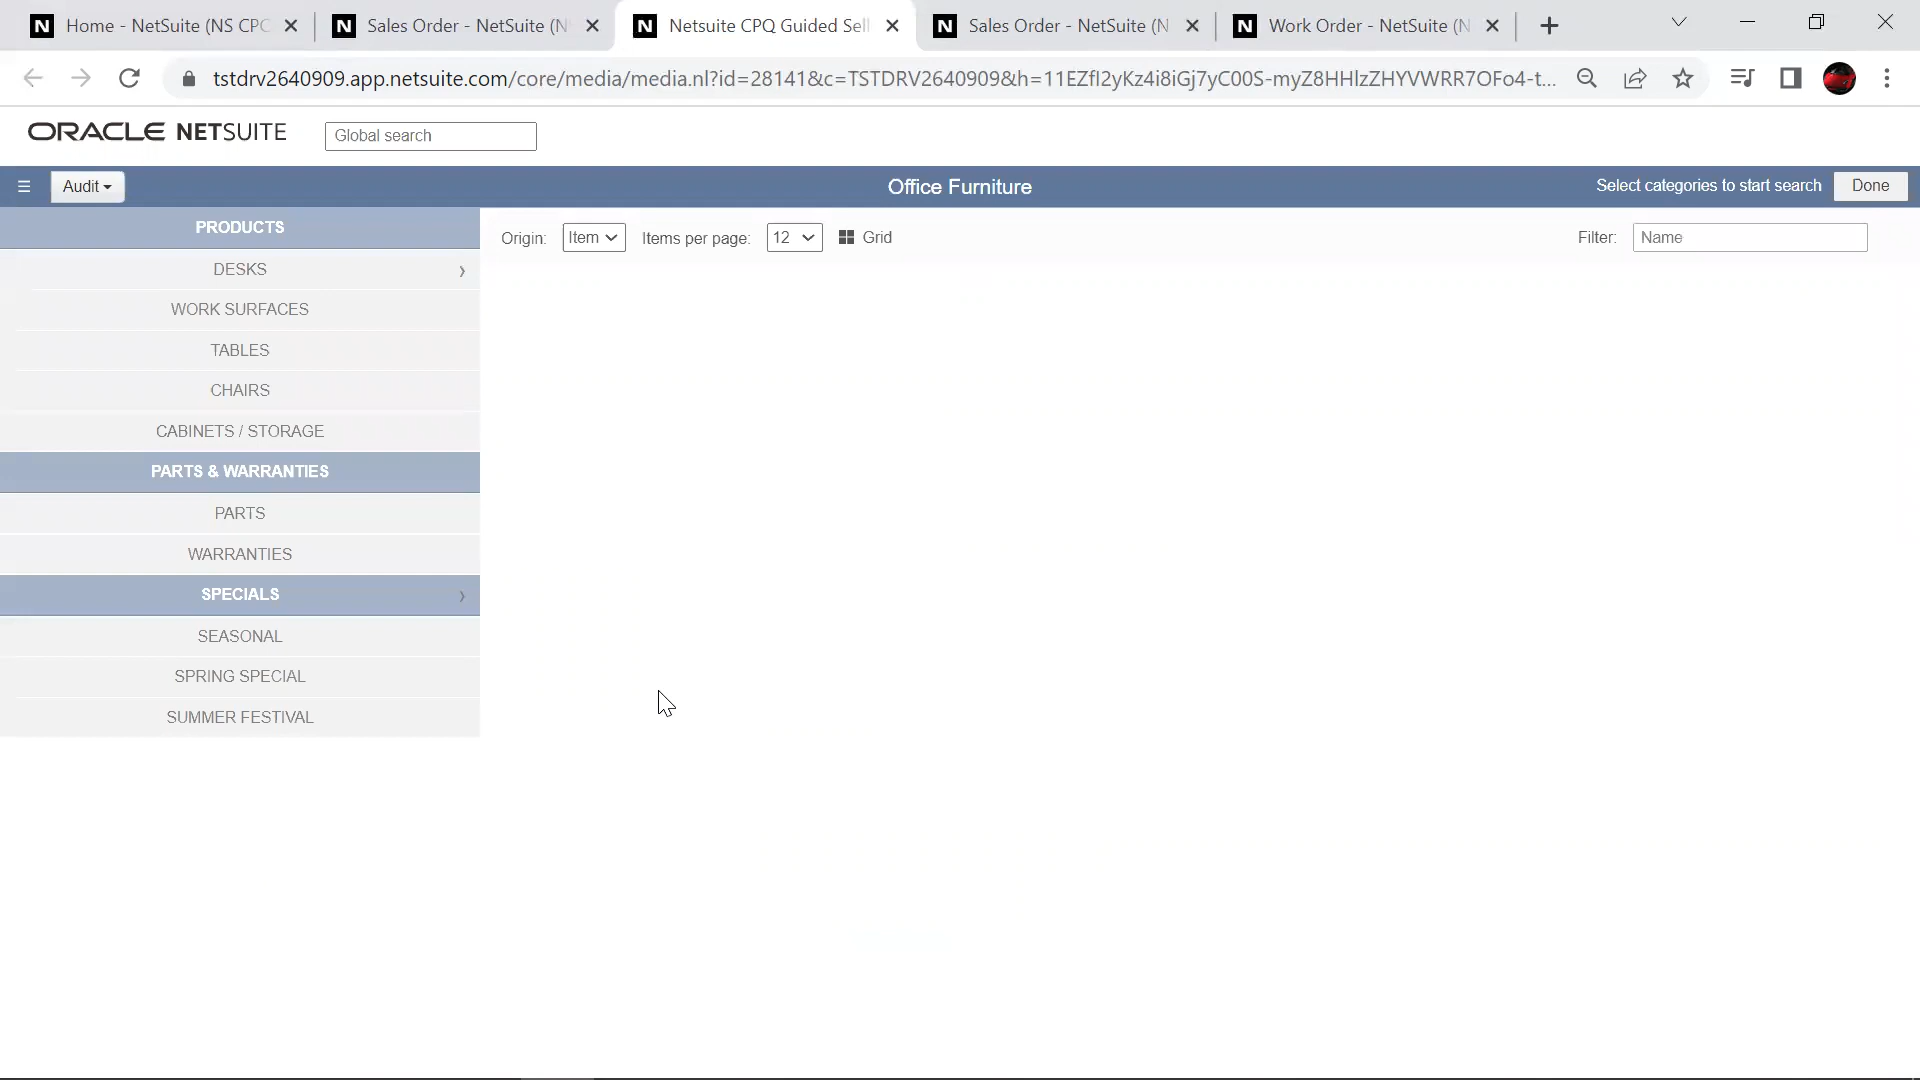 Home - NetSuite (NS CPC
Sales Order - NetSuite (N
Netsuite CPQ Guided Sell
Sales Order - NetSuite (N
Work Order - NetSuite (N
tstdrv2640909.app.netsuite.com/core/media/media.nl?id=28141&c=TSTDRV2640909&h=11EZfI2yKz4i8iGj7yC00S-myZ8HHlzZHYVWRR7OFo4-t...
ORACLE NETSUITE
Global search
Audit
Office Furniture
Select categories to start search
Done
PRODUCTS
DESKS
WORK SURFACES
TABLES
CHAIRS
CABINETS / STORAGE
PARTS & WARRANTIES
PARTS
WARRANTIES
SPECIALS
SEASONAL
SPRING SPECIAL
SUMMER FESTIVAL
Origin: Item Items per page: 12 Grid
Filter: Name